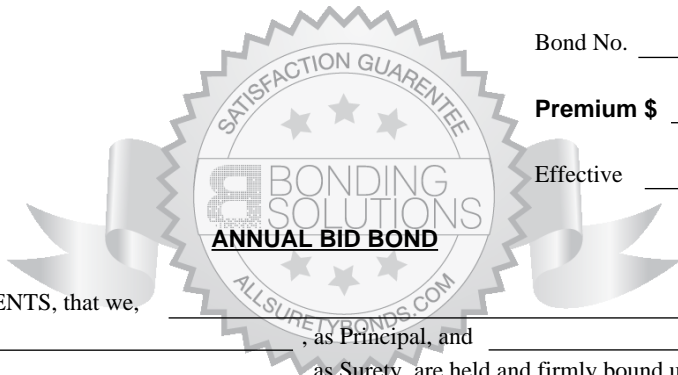 Bond No.
SATISFACTION GUARENTEE
Premium $
Effective
BONDING
SOLUTIONS
ANNUAL BID BOND
ALLSURETYBONDS.COM
ENTS, that we,
, as Principal, and
as Surety, are held and firmly bound u